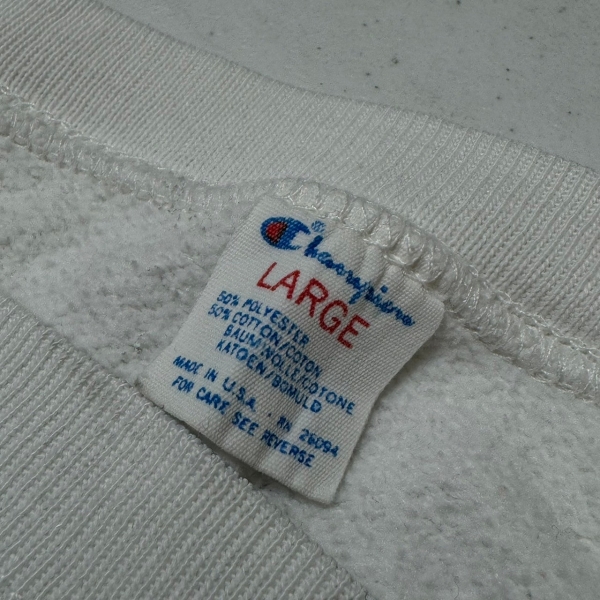 Champion®
LARGE
50% POLYESTER
50% COTTON/COTON
BAUMWOLLE/COTONE
KATOEN/BOMULD
MADE IN U.S.A. RN 26094
FOR CARE SEE REVERSE